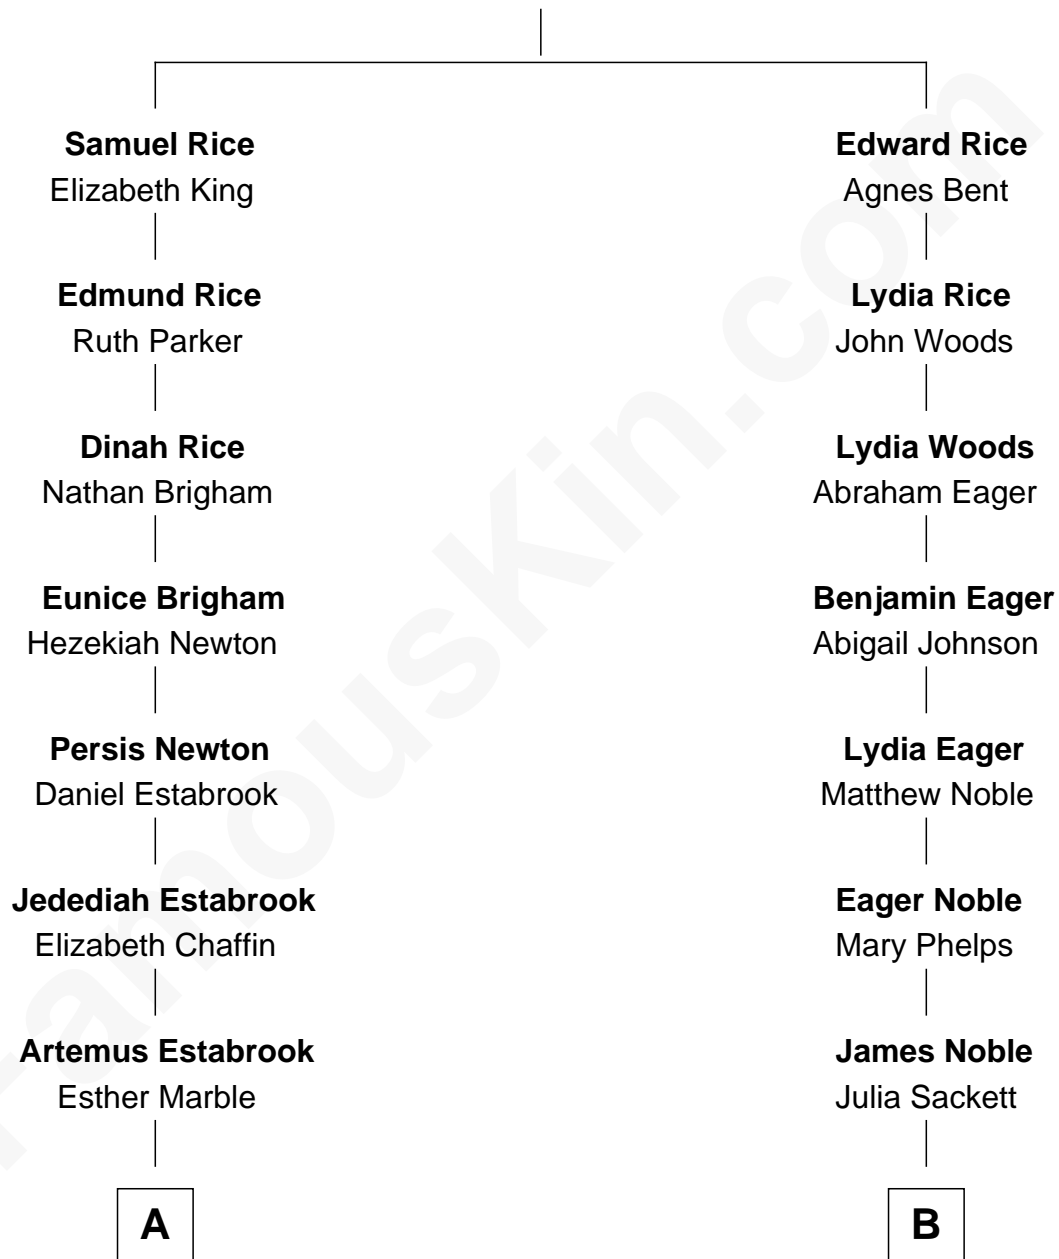 Samuel Rice
Elizabeth King
Edmund Rice
Ruth Parker
Dinah Rice
Nathan Brigham
Eunice Brigham
Hezekiah Newton
Persis Newton
Daniel Estabrook
Jedediah Estabrook
Elizabeth Chaffin
Artemus Estabrook
Esther Marble
A
Edward Rice
Agnes Bent
Lydia Rice
John Woods
Lydia Woods
Abraham Eager
Benjamin Eager
Abigail Johnson
Lydia Eager
Matthew Noble
Eager Noble
Mary Phelps
James Noble
Julia Sackett
B
FamousKin.com